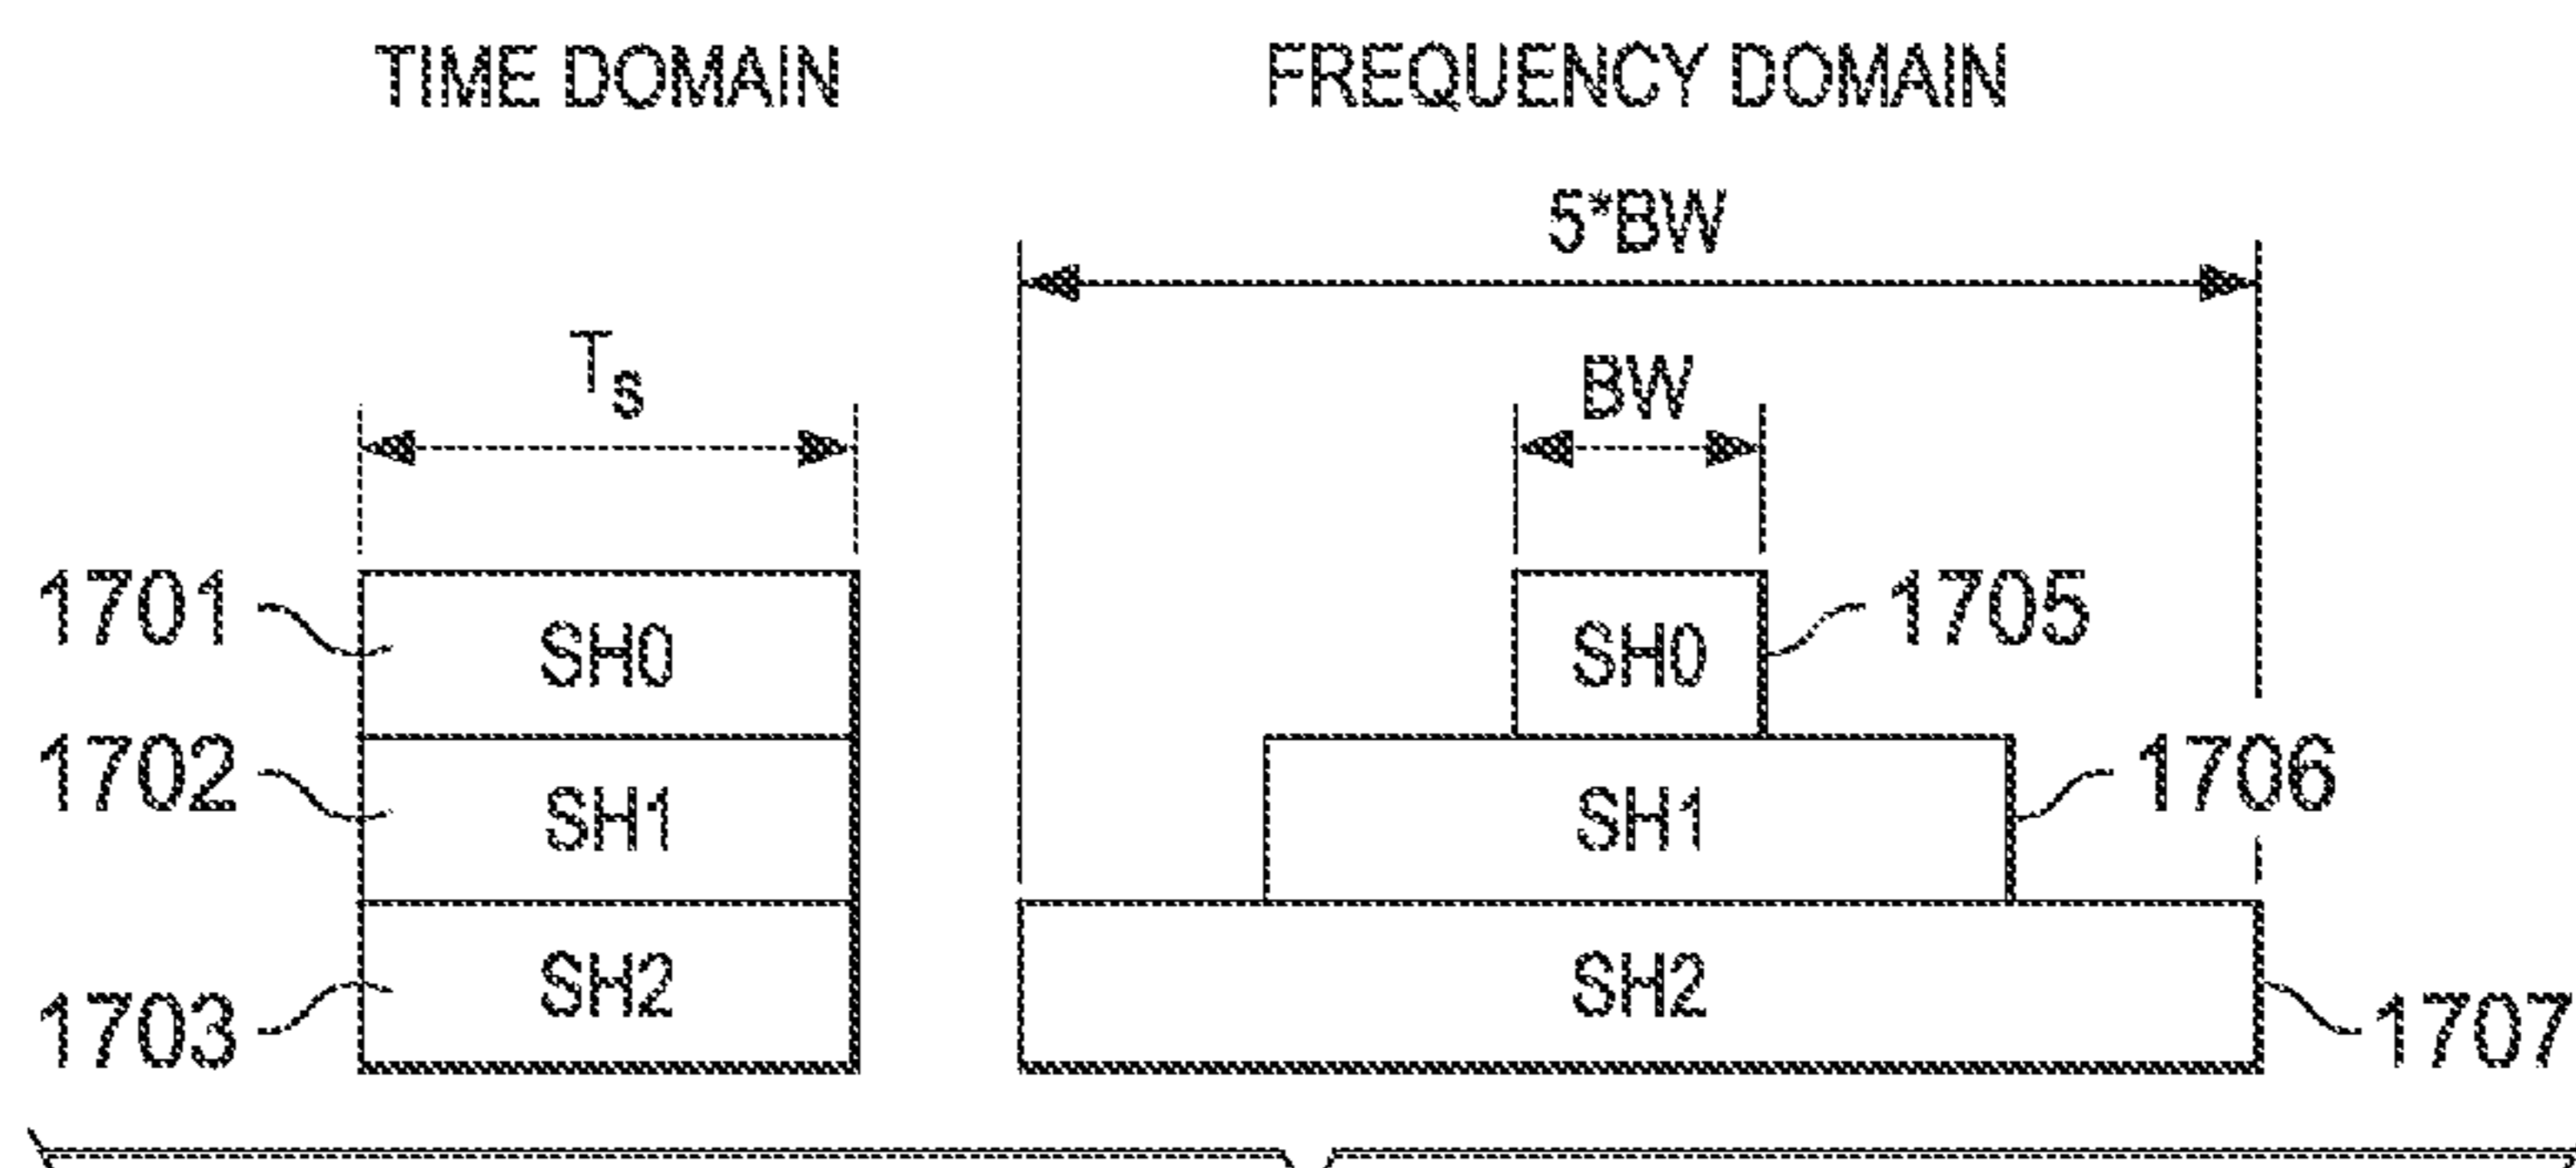 TIME DOMAIN
FREQUENCY DOMAIN
5*BW
Ts
BW
1701
SH0
SH0
1705
1702
SH1
SH1
1706
1703
SH2
SH2
1707